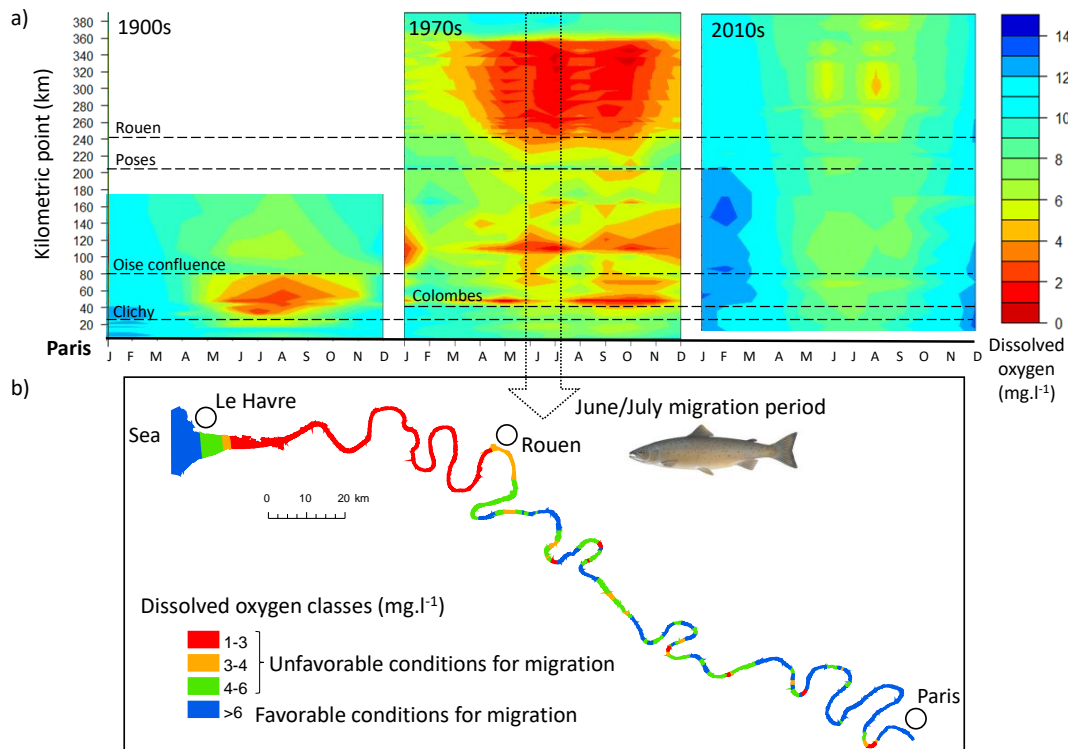 a)
1900s
1970s
2010s
Kilometric point (km)
380
360
340
320
300
280
260
240
220
200
180
160
140
120
100
80
60
40
20
Rouen
Poses
Oise confluence
Clichy
Colombes
Paris
J F M A M J J A S O N D
J F M A M J J A S O N D
J F M A M J J A S O N D
14
12
10
8
6
4
2
0
Dissolved
oxygen
(mg.l-1)
b)
Le Havre
Sea
June/July migration period
Rouen
0 10 20 km
Dissolved oxygen classes (mg.l-1)
1-3
3-4
4-6
Unfavorable conditions for migration
>6 Favorable conditions for migration
Paris